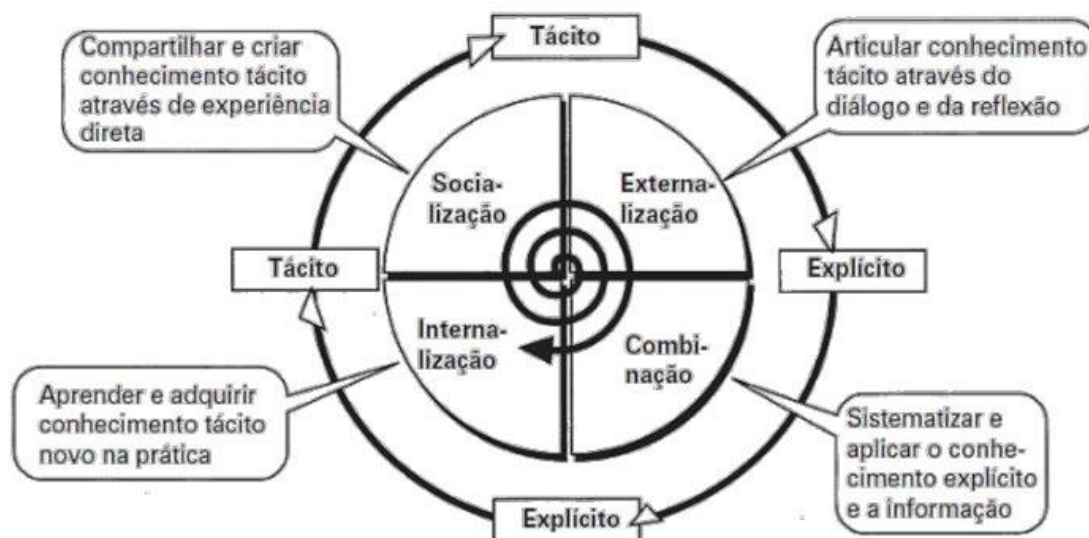 Tácito
Compartilhar e criar
conhecimento tácito
através de experiência
direta
Articular conhecimento
tácito através do
diálogo e da reflexão
Socia-
lização
Externa-
lização
Tácito
Explícito
Interna-
lização
Combi-
nação
Aprender e adquirir
conhecimento tácito
novo na prática
Sistematizar e
aplicar o conhe-
cimento explícito
e a informação
Explícito